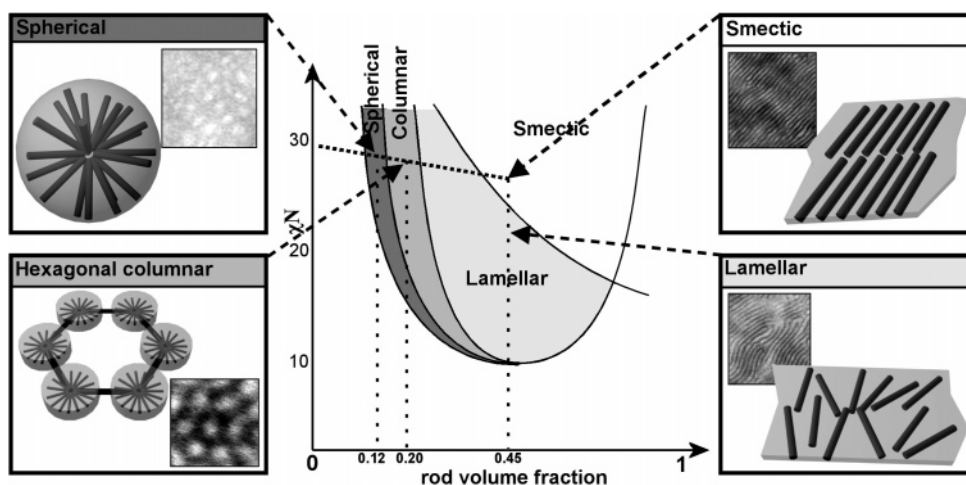 Spherical
Smectic
Hexagonal columnar
Lamellar
Spherical
Columnar
Smectic
Lamellar
χN
30
20
10
0
0.12
0.20
0.45
1
rod volume fraction